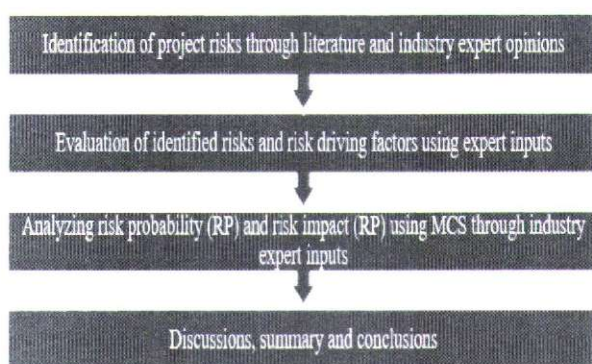 Identification of project risks through literature and industry expert opinions
Evaluation of identified risks and risk driving factors using expert inputs
Analyzing risk probability (RP) and risk impact (RP) using MCS through industry
expert inputs
Discussions, summary and conclusions